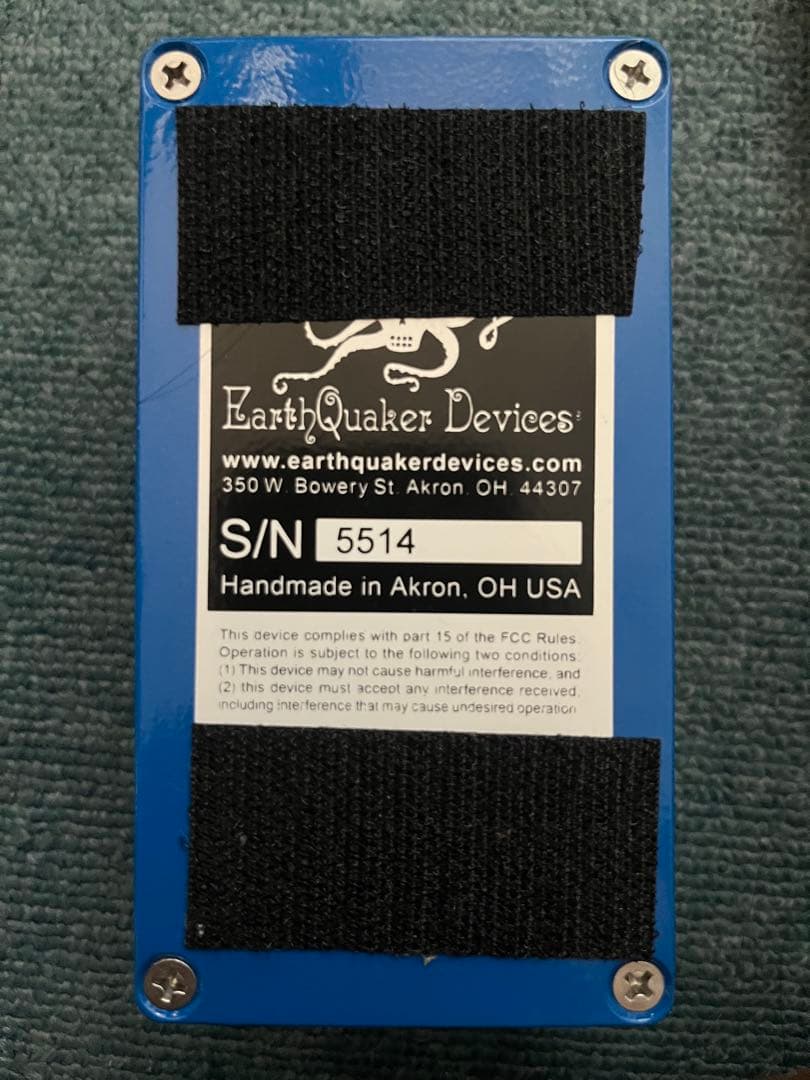 EarthQuaker Devices
www.earthquakerdevices.com
350 W. Bowery St. Akron, OH. 44307
S/N 5514
Handmade in Akron, OH USA
This device complies with part 15 of the FCC Rules.
Operation is subject to the following two conditions:
(1) This device may not cause harmful interference, and
(2) this device must accept any interference received,
including interference that may cause undesired operation